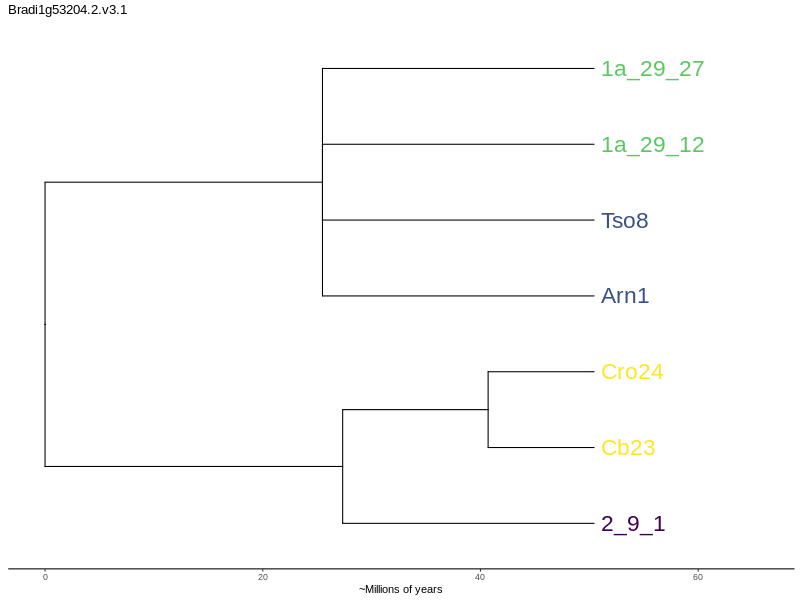 Bradi1g53204.2.v3.1
1a_29_27
1a_29_12
Tso8
Arn1
Cro24
Cb23
2_9_1
0 20 40 60
~Millions of years